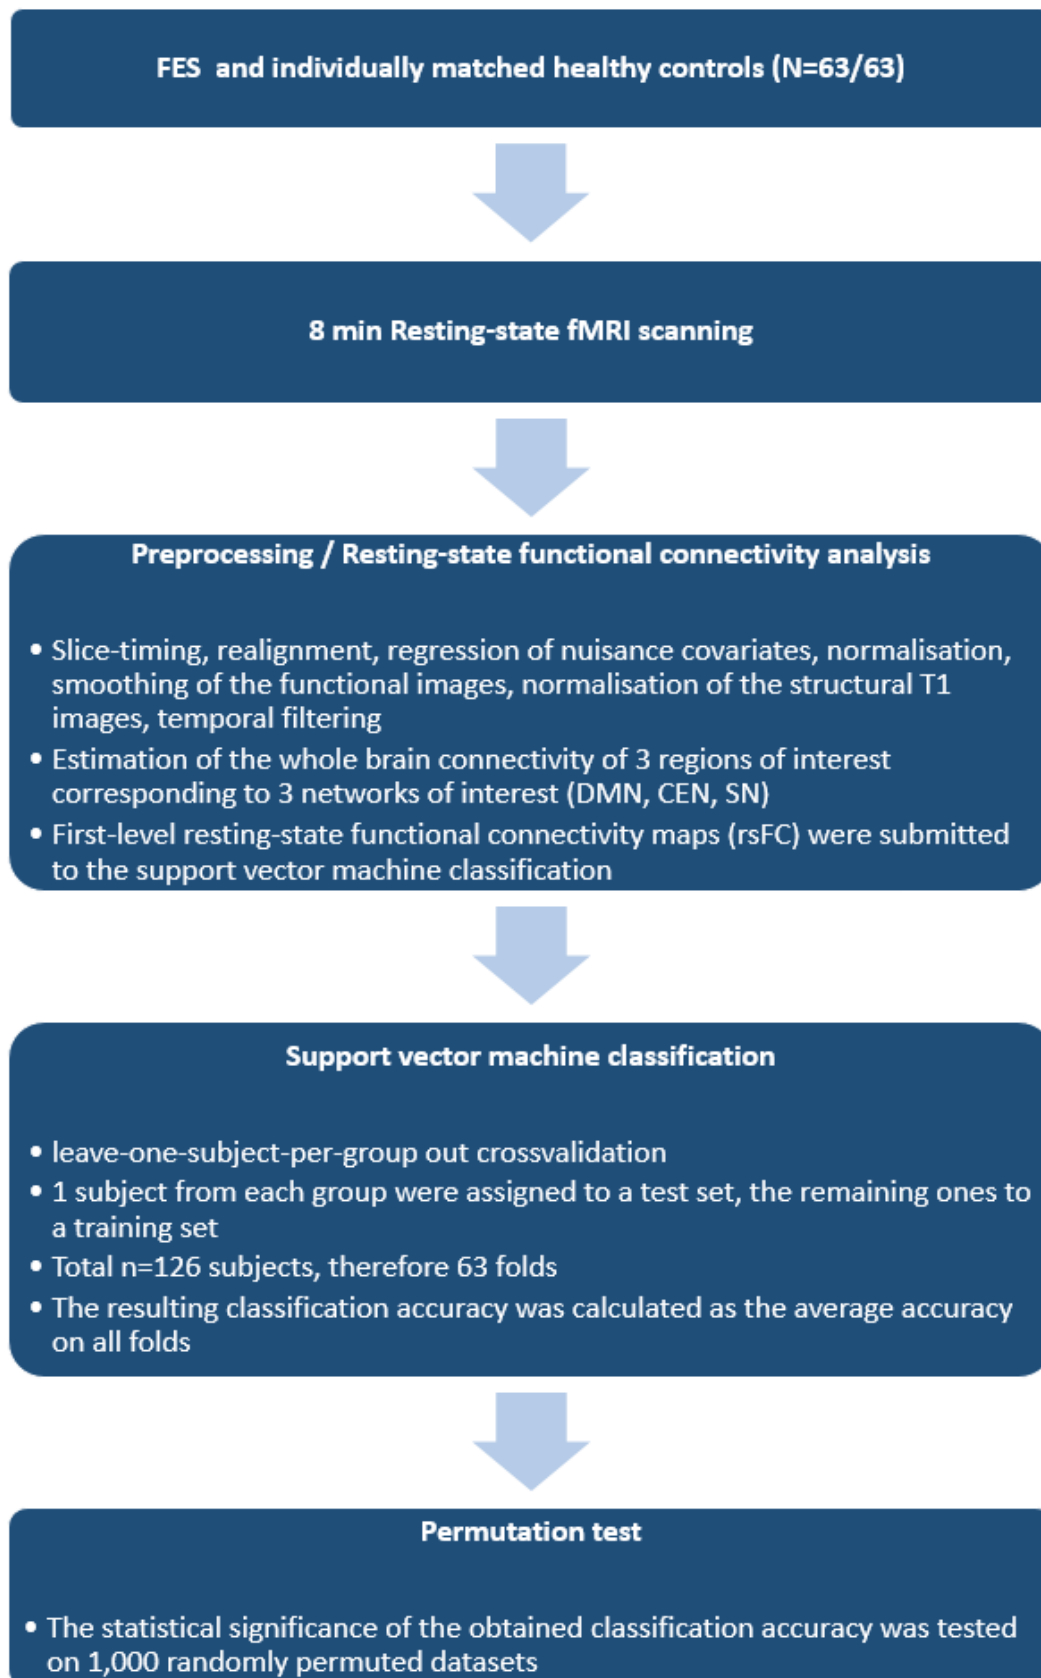 FES and individually matched healthy controls (N=63/63)
8 min Resting-state fMRI scanning
Preprocessing / Resting-state functional connectivity analysis
• Slice-timing, realignment, regression of nuisance covariates, normalisation,
smoothing of the functional images, normalisation of the structural T1
images, temporal filtering
• Estimation of the whole brain connectivity of 3 regions of interest
corresponding to 3 networks of interest (DMN, CEN, SN)
• First-level resting-state functional connectivity maps (rsFC) were submitted
to the support vector machine classification
Support vector machine classification
• leave-one-subject-per-group out crossvalidation
• 1 subject from each group were assigned to a test set, the remaining ones to
a training set
• Total n=126 subjects, therefore 63 folds
• The resulting classification accuracy was calculated as the average accuracy
on all folds
Permutation test
• The statistical significance of the obtained classification accuracy was tested
on 1,000 randomly permuted datasets